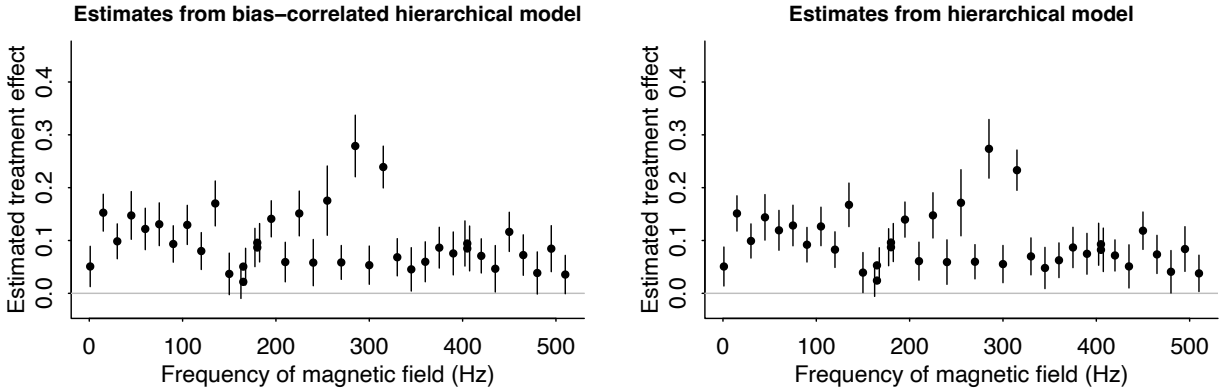 Estimates from bias−correlated hierarchical model
Estimated treatment effect
0.4
0.3
0.2
0.1
0.0
0 100 200 300 400 500
Frequency of magnetic field (Hz)
Estimates from hierarchical model
Estimated treatment effect
0.4
0.3
0.2
0.1
0.0
0 100 200 300 400 500
Frequency of magnetic field (Hz)